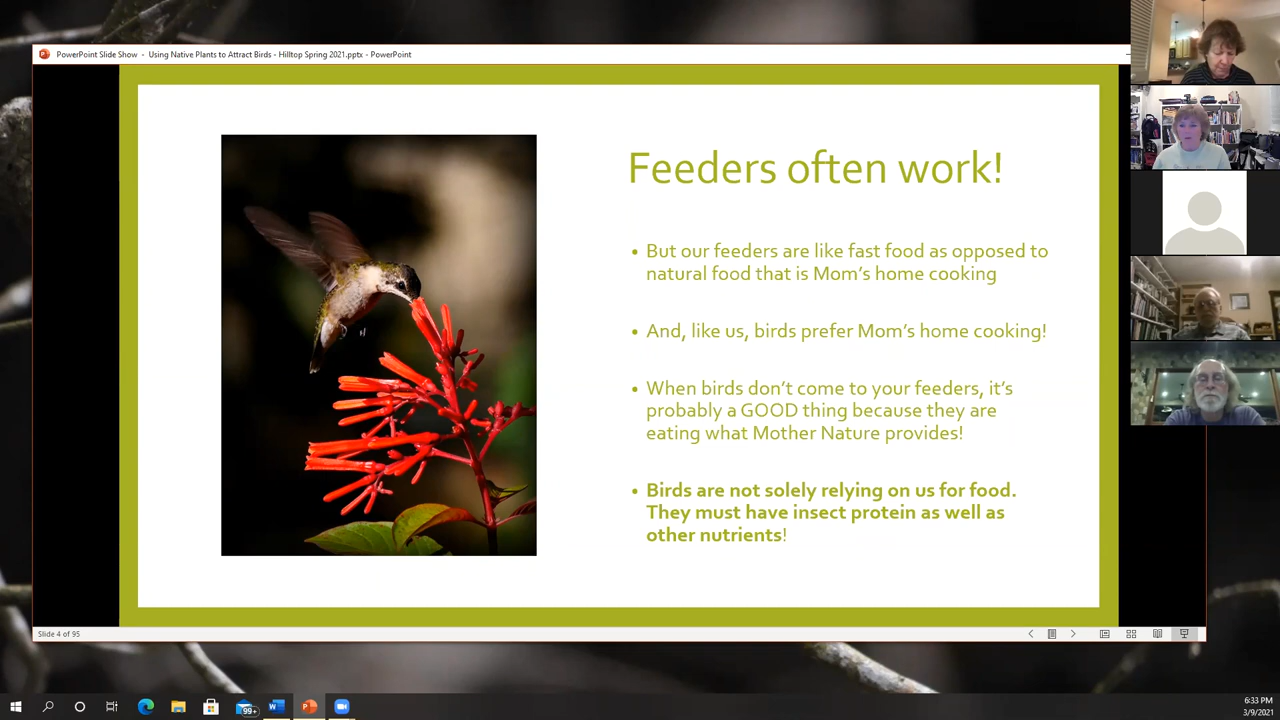 PowerPoint Slide Show - Using Native Plants to Attract Birds - Hilltop Spring 2021.pptx - PowerPoint
Feeders often work!
• But our feeders are like fast food as opposed to
natural food that is Mom's home cooking
• And, like us, birds prefer Mom's home cooking!
• When birds don't come to your feeders, it's
probably a GOOD thing because they are
eating what Mother Nature provides!
• Birds are not solely relying on us for food.
They must have insect protein as well as
other nutrients!
Slide 4 of 95
99+
6:33 PM
3/9/2021